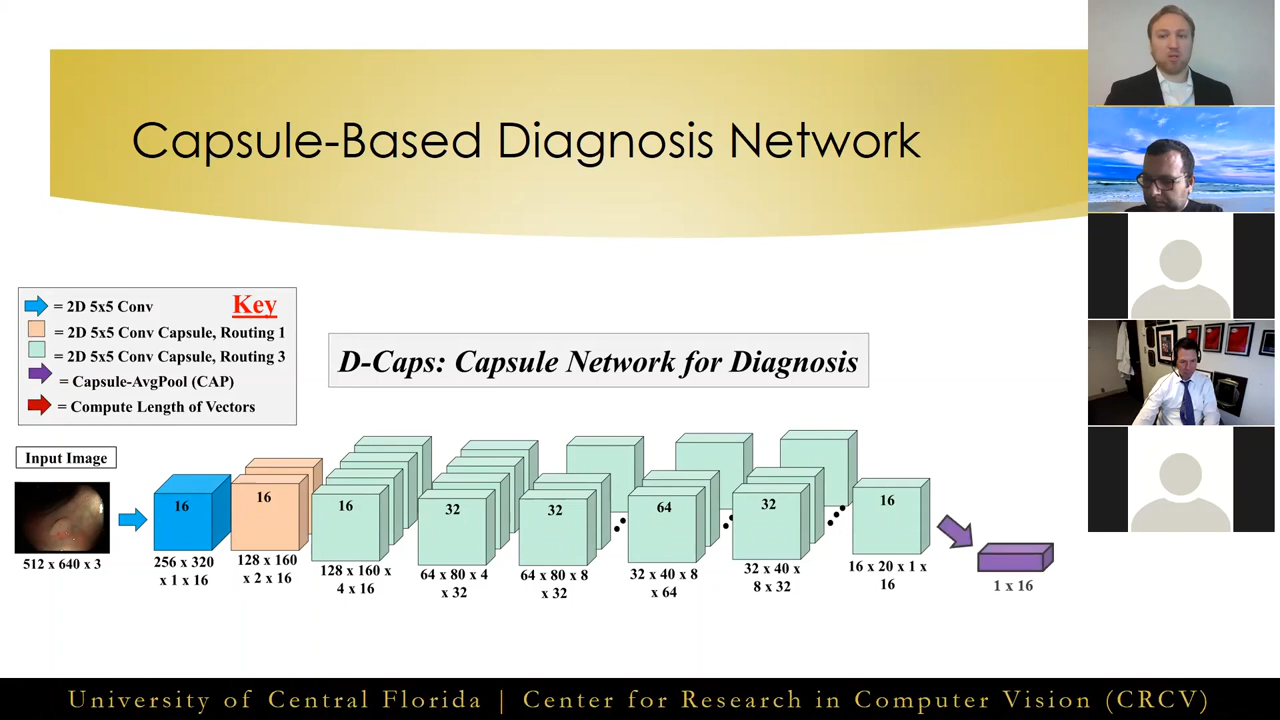 Capsule-Based Diagnosis Network
= 2D 5x5 Conv
Key
= 2D 5x5 Conv Capsule, Routing 1
= 2D 5x5 Conv Capsule, Routing 3
= Capsule-AvgPool (CAP)
= Compute Length of Vectors
D-Caps: Capsule Network for Diagnosis
Input Image
512 x 640 x 3
16
256 x 320
x 1 x 16
16
128 x 160
x 2 x 16
16
128 x 160 x
4 x 16
32
64 x 80 x 4
x 32
32
64 x 80 x 8
x 32
64
32 x 40 x 8
x 64
32
32 x 40 x
8 x 32
16
16 x 20 x 1 x
16
1 x 16
University of Central Florida | Center for Research in Computer Vision (CRCV)